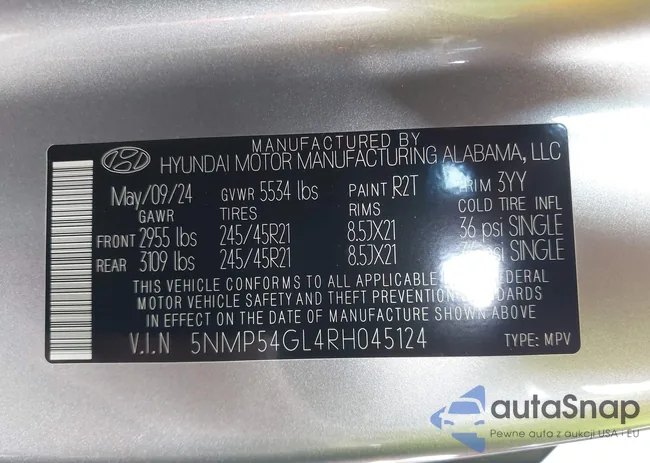 MANUFACTURED BY
HYUNDAI MOTOR MANUFACTURING ALABAMA, LLC
May/09/24 GVWR 5534 lbs PAINT R2T TRIM 3YY
GAWR TIRES RIMS COLD TIRE INFL
FRONT 2955 lbs 245/45R21 8.5JX21 36 psi SINGLE
REAR 3109 lbs 245/45R21 8.5JX21 psi SINGLE
THIS VEHICLE CONFORMS TO ALL APPLICABLE FEDERAL
MOTOR VEHICLE SAFETY AND THEFT PREVENTION STANDARDS
IN EFFECT ON THE DATE OF MANUFACTURE SHOWN ABOVE
V.I.N 5NMP54GL4RH045124 TYPE: MPV
autaSnap
Pewne auta z aukcji USA i EU